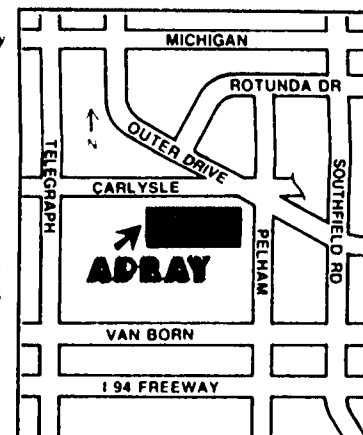 MICHIGAN
ROTUNDA DR
N
OUTER DRIVE
TELEGRAPH
CARLYSLE
SOUTHFIELD RD
PELHAM
ADRAY
VAN BORN
I 94 FREEWAY